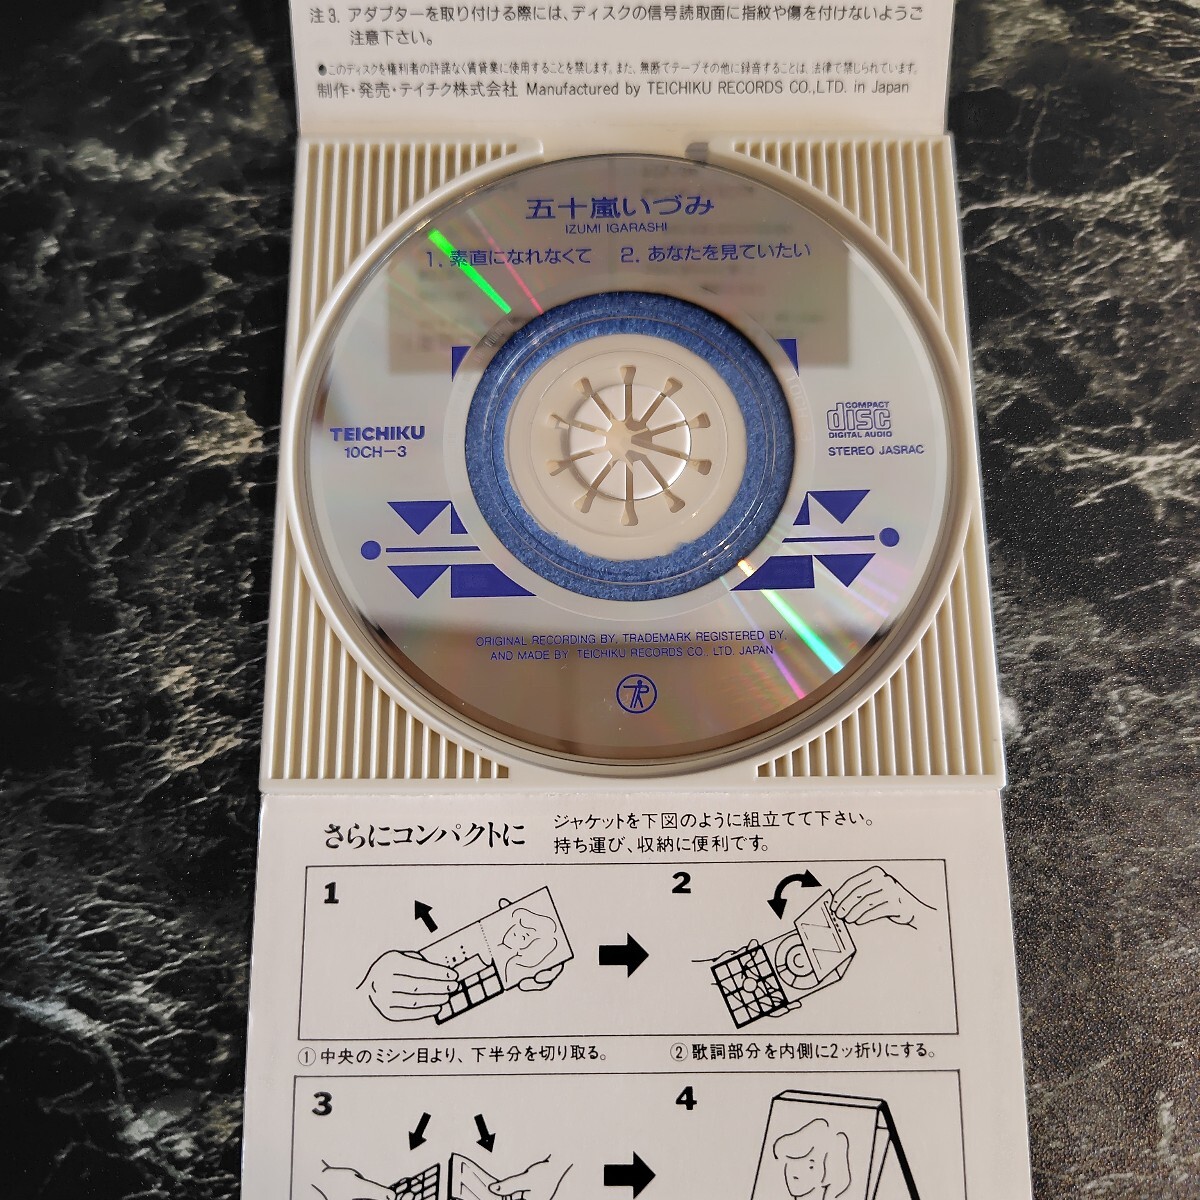 注3. アダプターを取り付ける際には、ディスクの信号読取面に指紋や傷を付けないようご
注意下さい。
●このディスクを権利者の許諾なく賃貸業に使用することを禁じます。また、無断でテープその他に録音することは、法律で禁じられています。
制作・発売・テイチク株式会社 Manufactured by TEICHIKU RECORDS CO.,LTD. in Japan
五十嵐いづみ
IZUMI IGARASHI
1. 素直になれなくて 2. あなたを見ていたい
TEICHIKU
10CH-3
COMPACT
disc
DIGITAL AUDIO
STEREO JASRAC
ORIGINAL RECORDING BY, TRADEMARK REGISTERED BY,
AND MADE BY TEICHIKU RECORDS CO., LTD. JAPAN
さらにコンパクトに
ジャケットを下図のように組立てて下さい。
持ち運び、収納に便利です。
1
2
①中央のミシン目より、下半分を切り取る。
②歌詞部分を内側に2ッ折りにする。
3
4